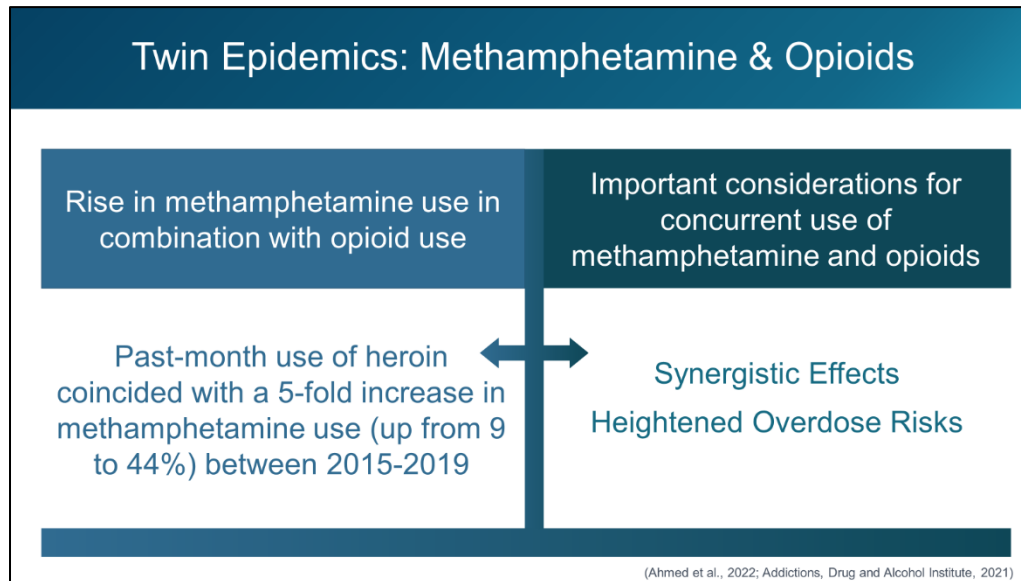 Twin Epidemics: Methamphetamine & Opioids
Rise in methamphetamine use in
combination with opioid use
Past-month use of heroin
coincided with a 5-fold increase in
methamphetamine use (up from 9
to 44%) between 2015-2019
Important considerations for
concurrent use of
methamphetamine and opioids
Synergistic Effects
Heightened Overdose Risks
(Ahmed et al., 2022; Addictions, Drug and Alcohol Institute, 2021)